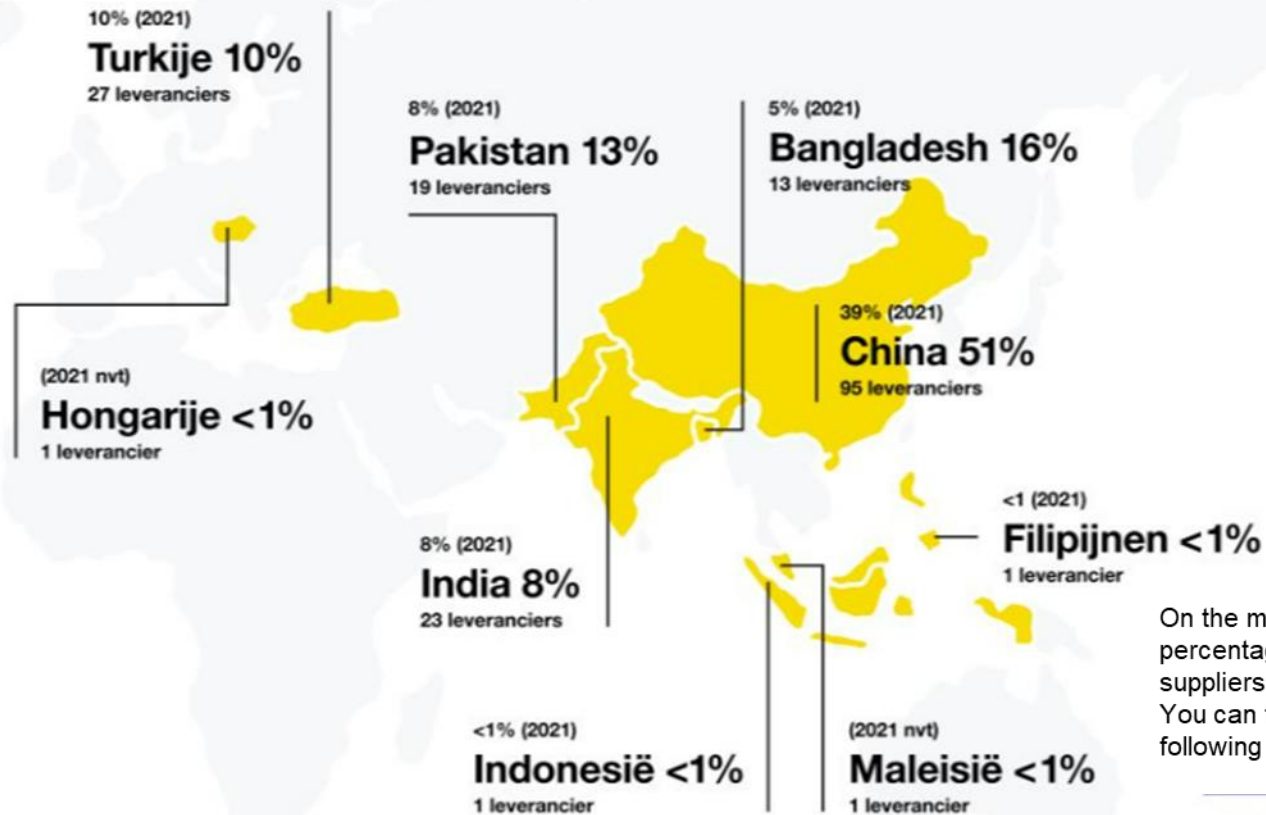 10% (2021)
Turkije 10%
27 leveranciers
8% (2021)
Pakistan 13%
19 leveranciers
5% (2021)
Bangladesh 16%
13 leveranciers
39% (2021)
China 51%
95 leveranciers
(2021 nvt)
Hongarije <1%
1 leverancier
8% (2021)
India 8%
23 leveranciers
<1 (2021)
Filipijnen <1%
1 leverancier
<1% (2021)
Indonesië <1%
1 leverancier
(2021 nvt)
Maleisië <1%
1 leverancier
On the
suppliers
You can
following